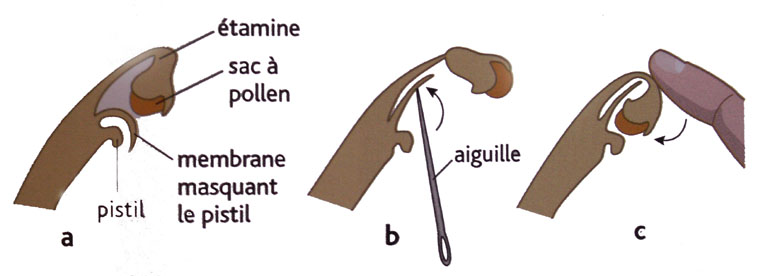 étamine
sac à
pollen
membrane
masquant
le pistil
pistil
a
aiguille
b
c